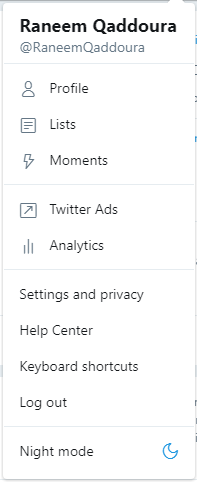 Raneem Qaddoura
@RaneemQaddoura
Profile
Lists
Moments
Twitter Ads
Analytics
Settings and privacy
Help Center
Keyboard shortcuts
Log out
Night mode